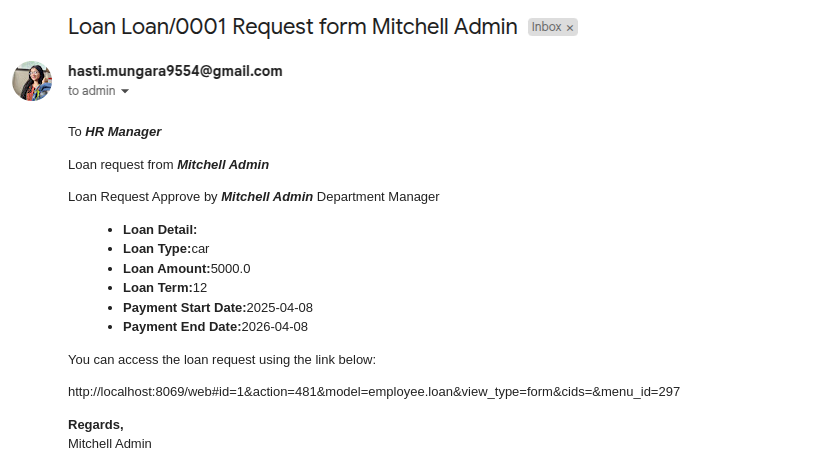 Loan Loan/0001 Request form Mitchell Admin Inbox ×
hasti.mungara9554@gmail.com
to admin
To HR Manager
Loan request from Mitchell Admin
Loan Request Approve by Mitchell Admin Department Manager
• Loan Detail:
• Loan Type:car
• Loan Amount:5000.0
• Loan Term:12
• Payment Start Date:2025-04-08
• Payment End Date:2026-04-08
You can access the loan request using the link below:
http://localhost:8069/web#id=1&action=481&model=employee.loan&view_type=form&cids=&menu_id=297
Regards,
Mitchell Admin